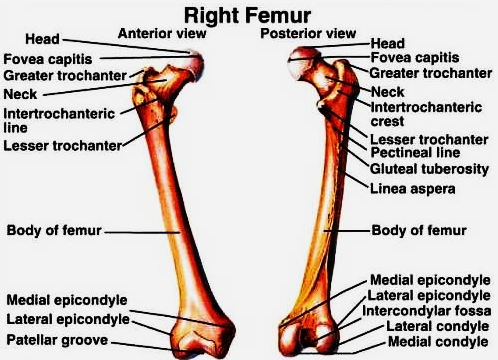 Right Femur
Anterior view
Head
Fovea capitis
Greater trochanter
Neck
Intertrochanteric
line
Lesser trochanter
Body of femur
Medial epicondyle
Lateral epicondyle
Patellar groove
Posterior view
Head
Fovea capitis
Greater trochanter
Neck
Intertrochanteric
crest
Lesser trochanter
Pectineal line
Gluteal tuberosity
Linea aspera
Body of femur
Medial epicondyle
Lateral epicondyle
Intercondylar fossa
Lateral condyle
Medial condyle